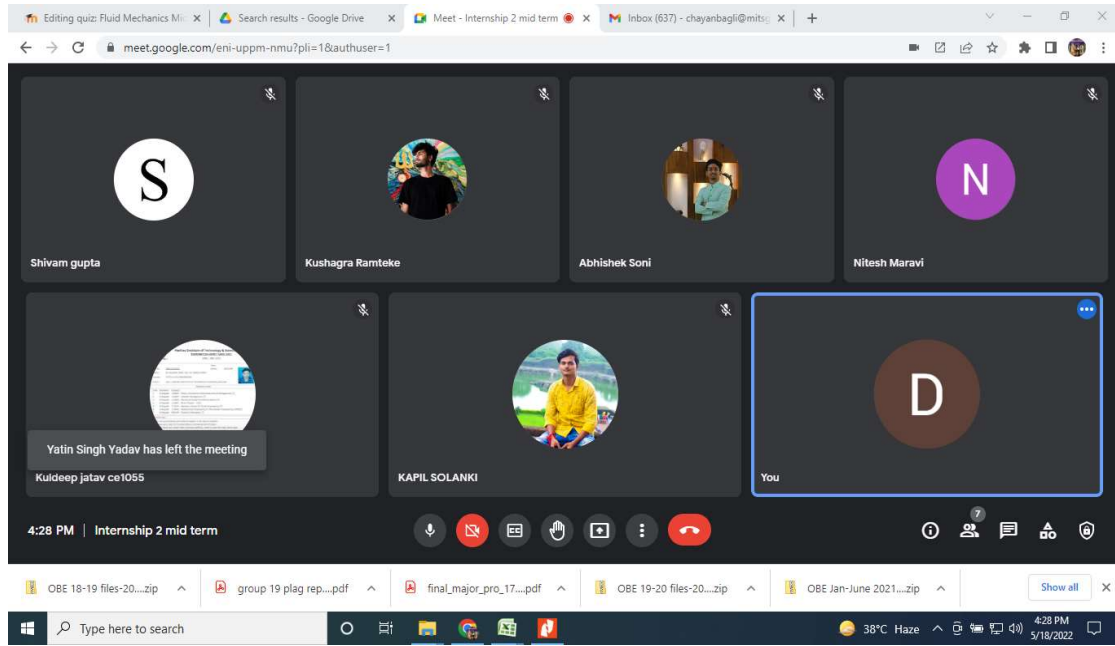 Editing quiz: Fluid Mechanics Mi
Search results - Google Drive
Meet - Internship 2 mid term
Inbox (637) - chayanbagli@mits
meet.google.com/eni-uppm-nmu?pli=1&authuser=1
S
N
Shivam gupta
Kushagra Ramteke
Abhishek Soni
Nitesh Maravi
D
Yatin Singh Yadav has left the meeting
Kuldeep jatav ce1055
KAPIL SOLANKI
You
4:28 PM | Internship 2 mid term
CC
7
OBE 18-19 files-20....zip
group 19 plag rep....pdf
final_major_pro_17....pdf
OBE 19-20 files-20....zip
OBE Jan-June 2021....zip
Show all
Type here to search
38°C Haze
4:28 PM
5/18/2022